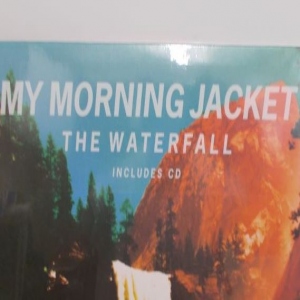 MY MORNING JACKET
THE WATERFALL
INCLUDES CD